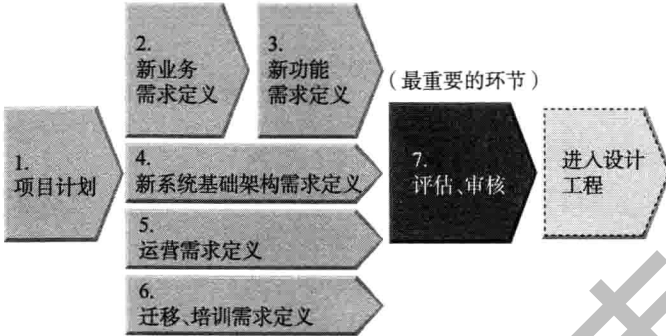 1.
项目计划
2.
新业务
需求定义
3.
新功能
需求定义
4.
新系统基础架构需求定义
5.
运营需求定义
6.
迁移、培训需求定义
(最重要的环节)
7.
评估、审核
进入设计
工程